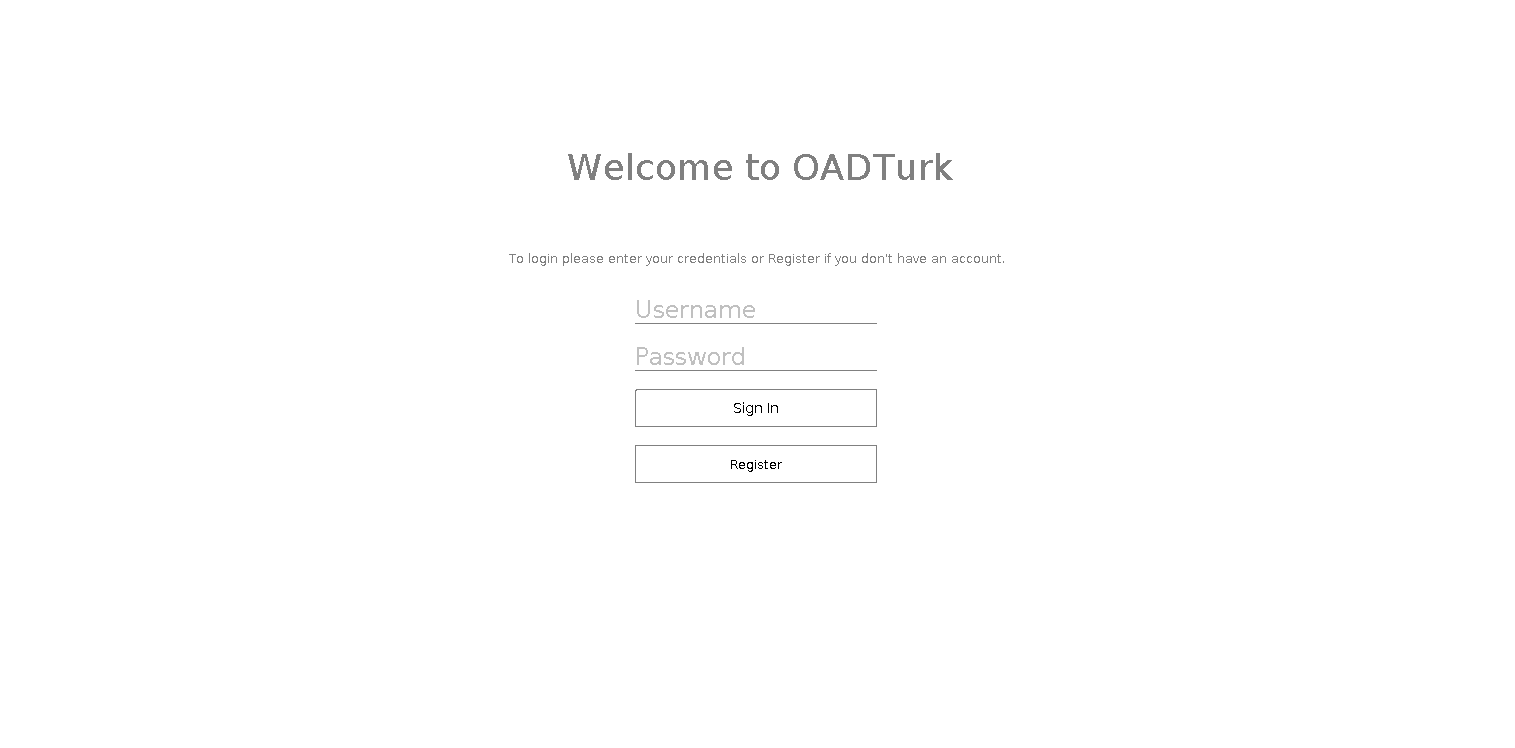 Welcome to OADTurk
To login please enter your credentials or Register if you don't have an account.
Username
Password
Sign In
Register